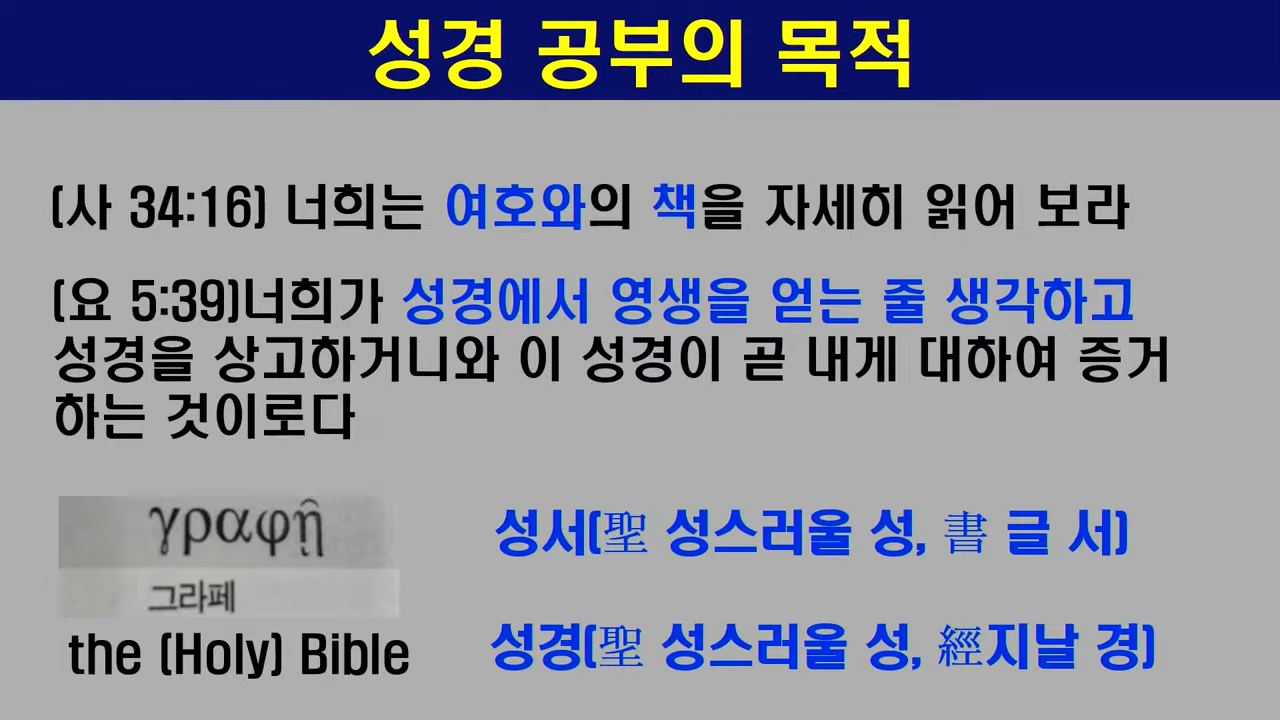 성경 공부의 목적
(사 34:16) 너희는 여호와의 책을 자세히 읽어 보라
(요 5:39)너희가 성경에서 영생을 얻는 줄 생각하고
성경을 상고하거니와 이 성경이 곧 내게 대하여 증거
하는 것이로다
γραφῇ
그라페
the (Holy) Bible
성서(聖 성스러울 성, 書 글 서)
성경(聖 성스러울 성, 經지날 경)